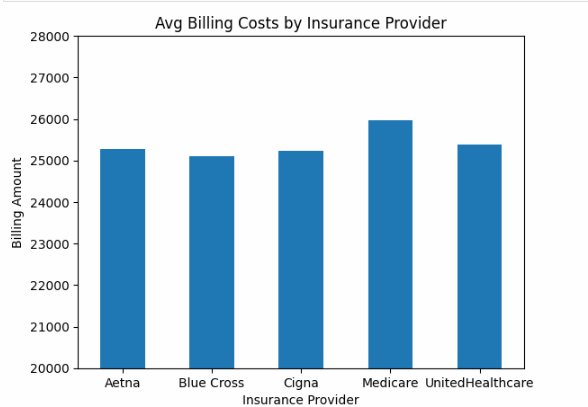 Avg Billing Costs by Insurance Provider
28000
27000
26000
25000
24000
23000
22000
21000
20000
Billing Amount
Aetna Blue Cross Cigna Medicare UnitedHealthcare
Insurance Provider